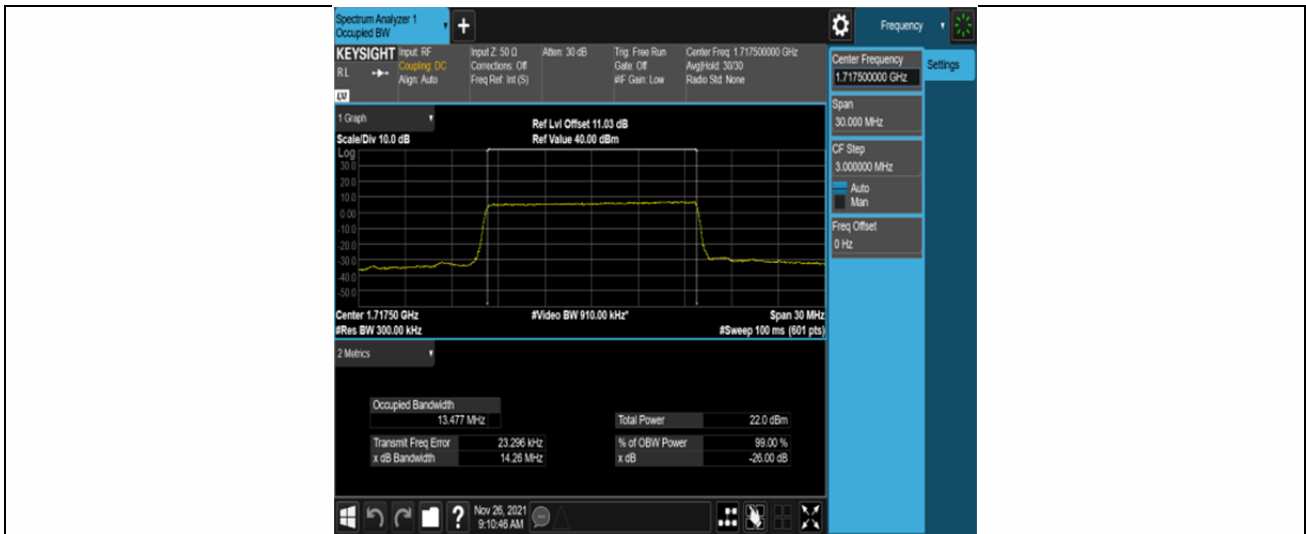 Spectrum Analyzer 1
Occupied BW
Frequency
KEYSIGHT
R L
LV
Input: RF
Coupling: DC
Align: Auto
Input Z: 50 Ω
Corrections: Off
Freq Ref: Int (S)
Atten: 30 dB
Trig: Free Run
Gate: Off
#IF Gain: Low
Center Freq: 1.717500000 GHz
Avg|Hold: 30/30
Radio Std: None
Center Frequency
1.717500000 GHz
Settings
Span
30.000 MHz
CF Step
3.000000 MHz
Auto
Man
Freq Offset
0 Hz
1 Graph
Scale/Div 10.0 dB
Ref Lvl Offset 11.03 dB
Ref Value 40.00 dBm
Log
30.0
20.0
10.0
0.00
-10.0
-20.0
-30.0
-40.0
-50.0
Center 1.71750 GHz
#Video BW 910.00 kHz*
Span 30 MHz
#Res BW 300.00 kHz
#Sweep 100 ms (601 pts)
2 Metrics
Occupied Bandwidth
13.477 MHz
Total Power 22.0 dBm
Transmit Freq Error 23.296 kHz
% of OBW Power 99.00 %
x dB Bandwidth 14.26 MHz
x dB -26.00 dB
?
Nov 26, 2021
9:10:46 AM